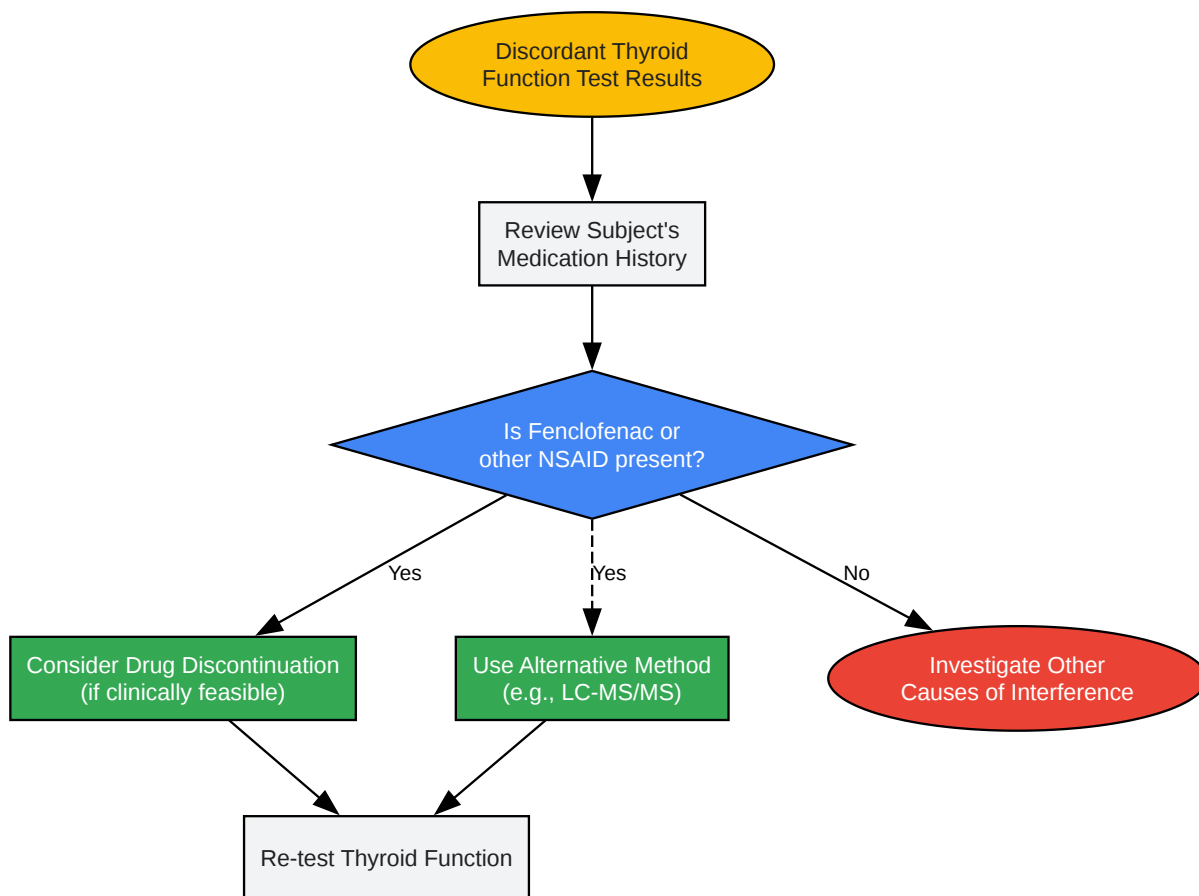 Discordant Thyroid
Function Test Results
Review Subject's
Medication History
Is Fenclofenac or
other NSAID present?
Yes
Yes
No
Consider Drug Discontinuation
(if clinically feasible)
Use Alternative Method
(e.g., LC-MS/MS)
Investigate Other
Causes of Interference
Re-test Thyroid Function